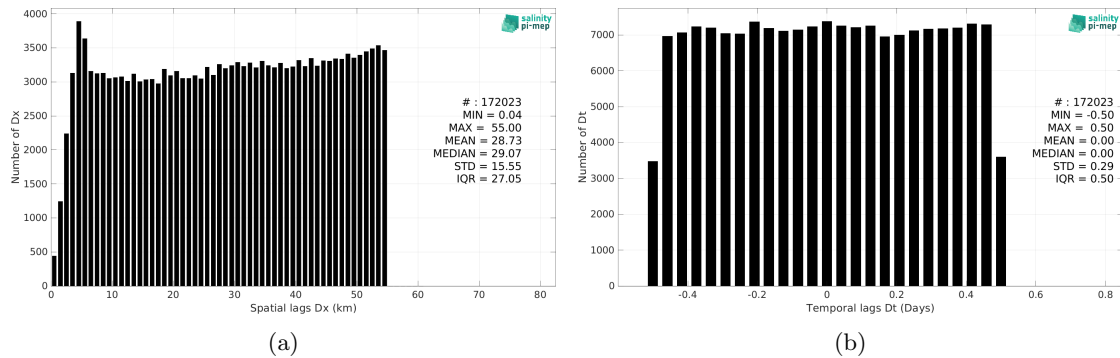 4000
3500
3000
2500
2000
1500
1000
500
0
Number of Dx
0 10 20 30 40 50 60 70 80
Spatial lags Dx (km)
salinity
pi-mep
# : 172023
MIN = 0.04
MAX = 55.00
MEAN = 28.73
MEDIAN = 29.07
STD = 15.55
IQR = 27.05
(a)
7000
6000
5000
4000
3000
2000
1000
0
Number of Dt
-0.4 -0.2 0 0.2 0.4 0.6 0.8
Temporal lags Dt (Days)
salinity
pi-mep
# : 172023
MIN = -0.50
MAX = 0.50
MEAN = 0.00
MEDIAN = 0.00
STD = 0.29
IQR = 0.50
(b)